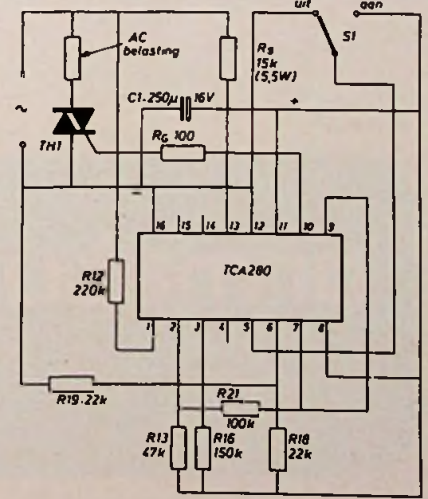 uit aan
S1
AC
belasting
Rs
15k
(5,5W)
C1-250μ 16V
+
~
TH1
RG 100
−
16 15 14 13 12 11 10 9
TCA280
R12
220k
1 2 3 4 5 6 7 8
R19-22k
R21
100k
R13
47k
R16
150k
R18
22k